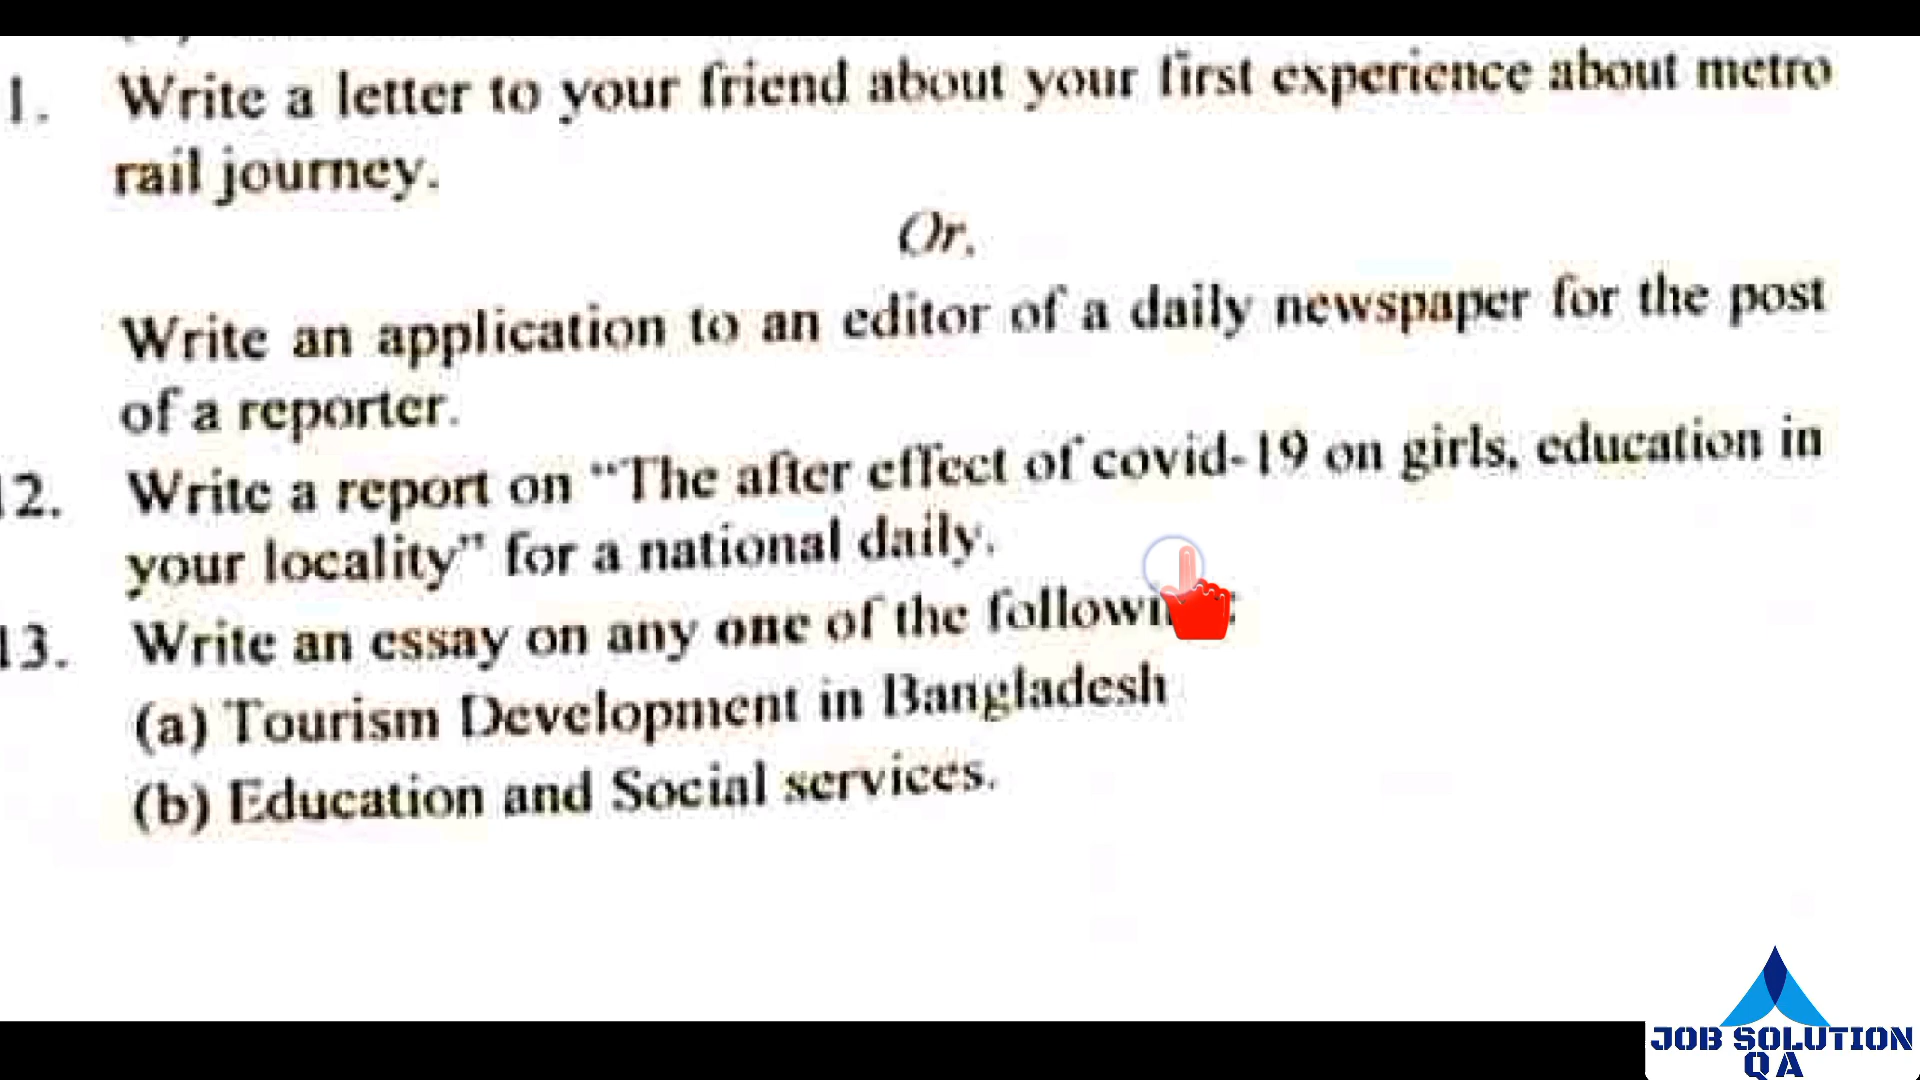 1. Write a letter to your friend about your first experience about metro
rail journey.
Or,
Write an application to an editor of a daily newspaper for the post
of a reporter.
12. Write a report on “The after effect of covid-19 on girls, education in
your locality” for a national daily.
13. Write an essay on any one of the
(a) Tourism Development in Bangladesh
(b) Education and Social services.
JOB SOLUTION
QA